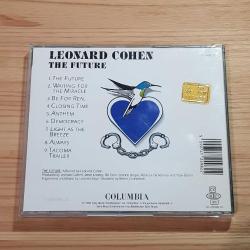 LEONARD COHEN
THE FUTURE
1 THE FUTURE
2 WAITING FOR
THE MIRACLE
3 BE FOR REAL
4 CLOSING TIME
5 ANTHEM
6 DEMOCRACY
7 LIGHT AS THE
BREEZE
8 ALWAYS
9 TACOMA
TRAILER
COLUMBIA